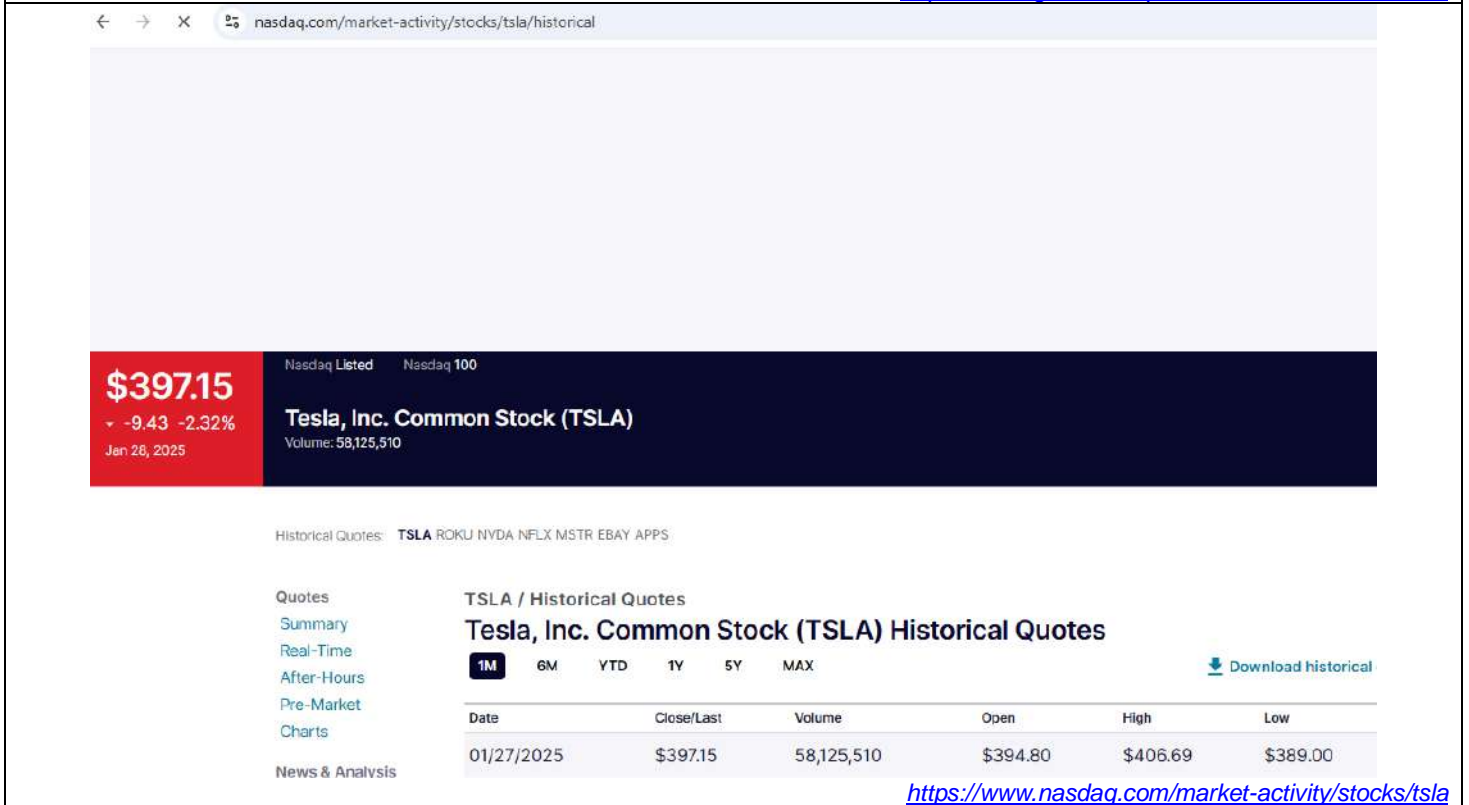 nasdaq.com/market-activity/stocks/tsla/historical
$397.15
-9.43 -2.32%
Jan 28, 2025
Nasdaq Listed Nasdaq 100
Tesla, Inc. Common Stock (TSLA)
Volume: 58,125,510
Historical Quotes: TSLA ROKU NVDA NFLX MSTR EBAY APPS
Quotes
Summary
Real-Time
After-Hours
Pre-Market
Charts
News & Analysis
TSLA / Historical Quotes
Tesla, Inc. Common Stock (TSLA) Historical Quotes
1M 6M YTD 1Y 5Y MAX
Download historical
Date Close/Last Volume Open High Low
01/27/2025 $397.15 58,125,510 $394.80 $406.69 $389.00
https://www.nasdaq.com/market-activity/stocks/tsla